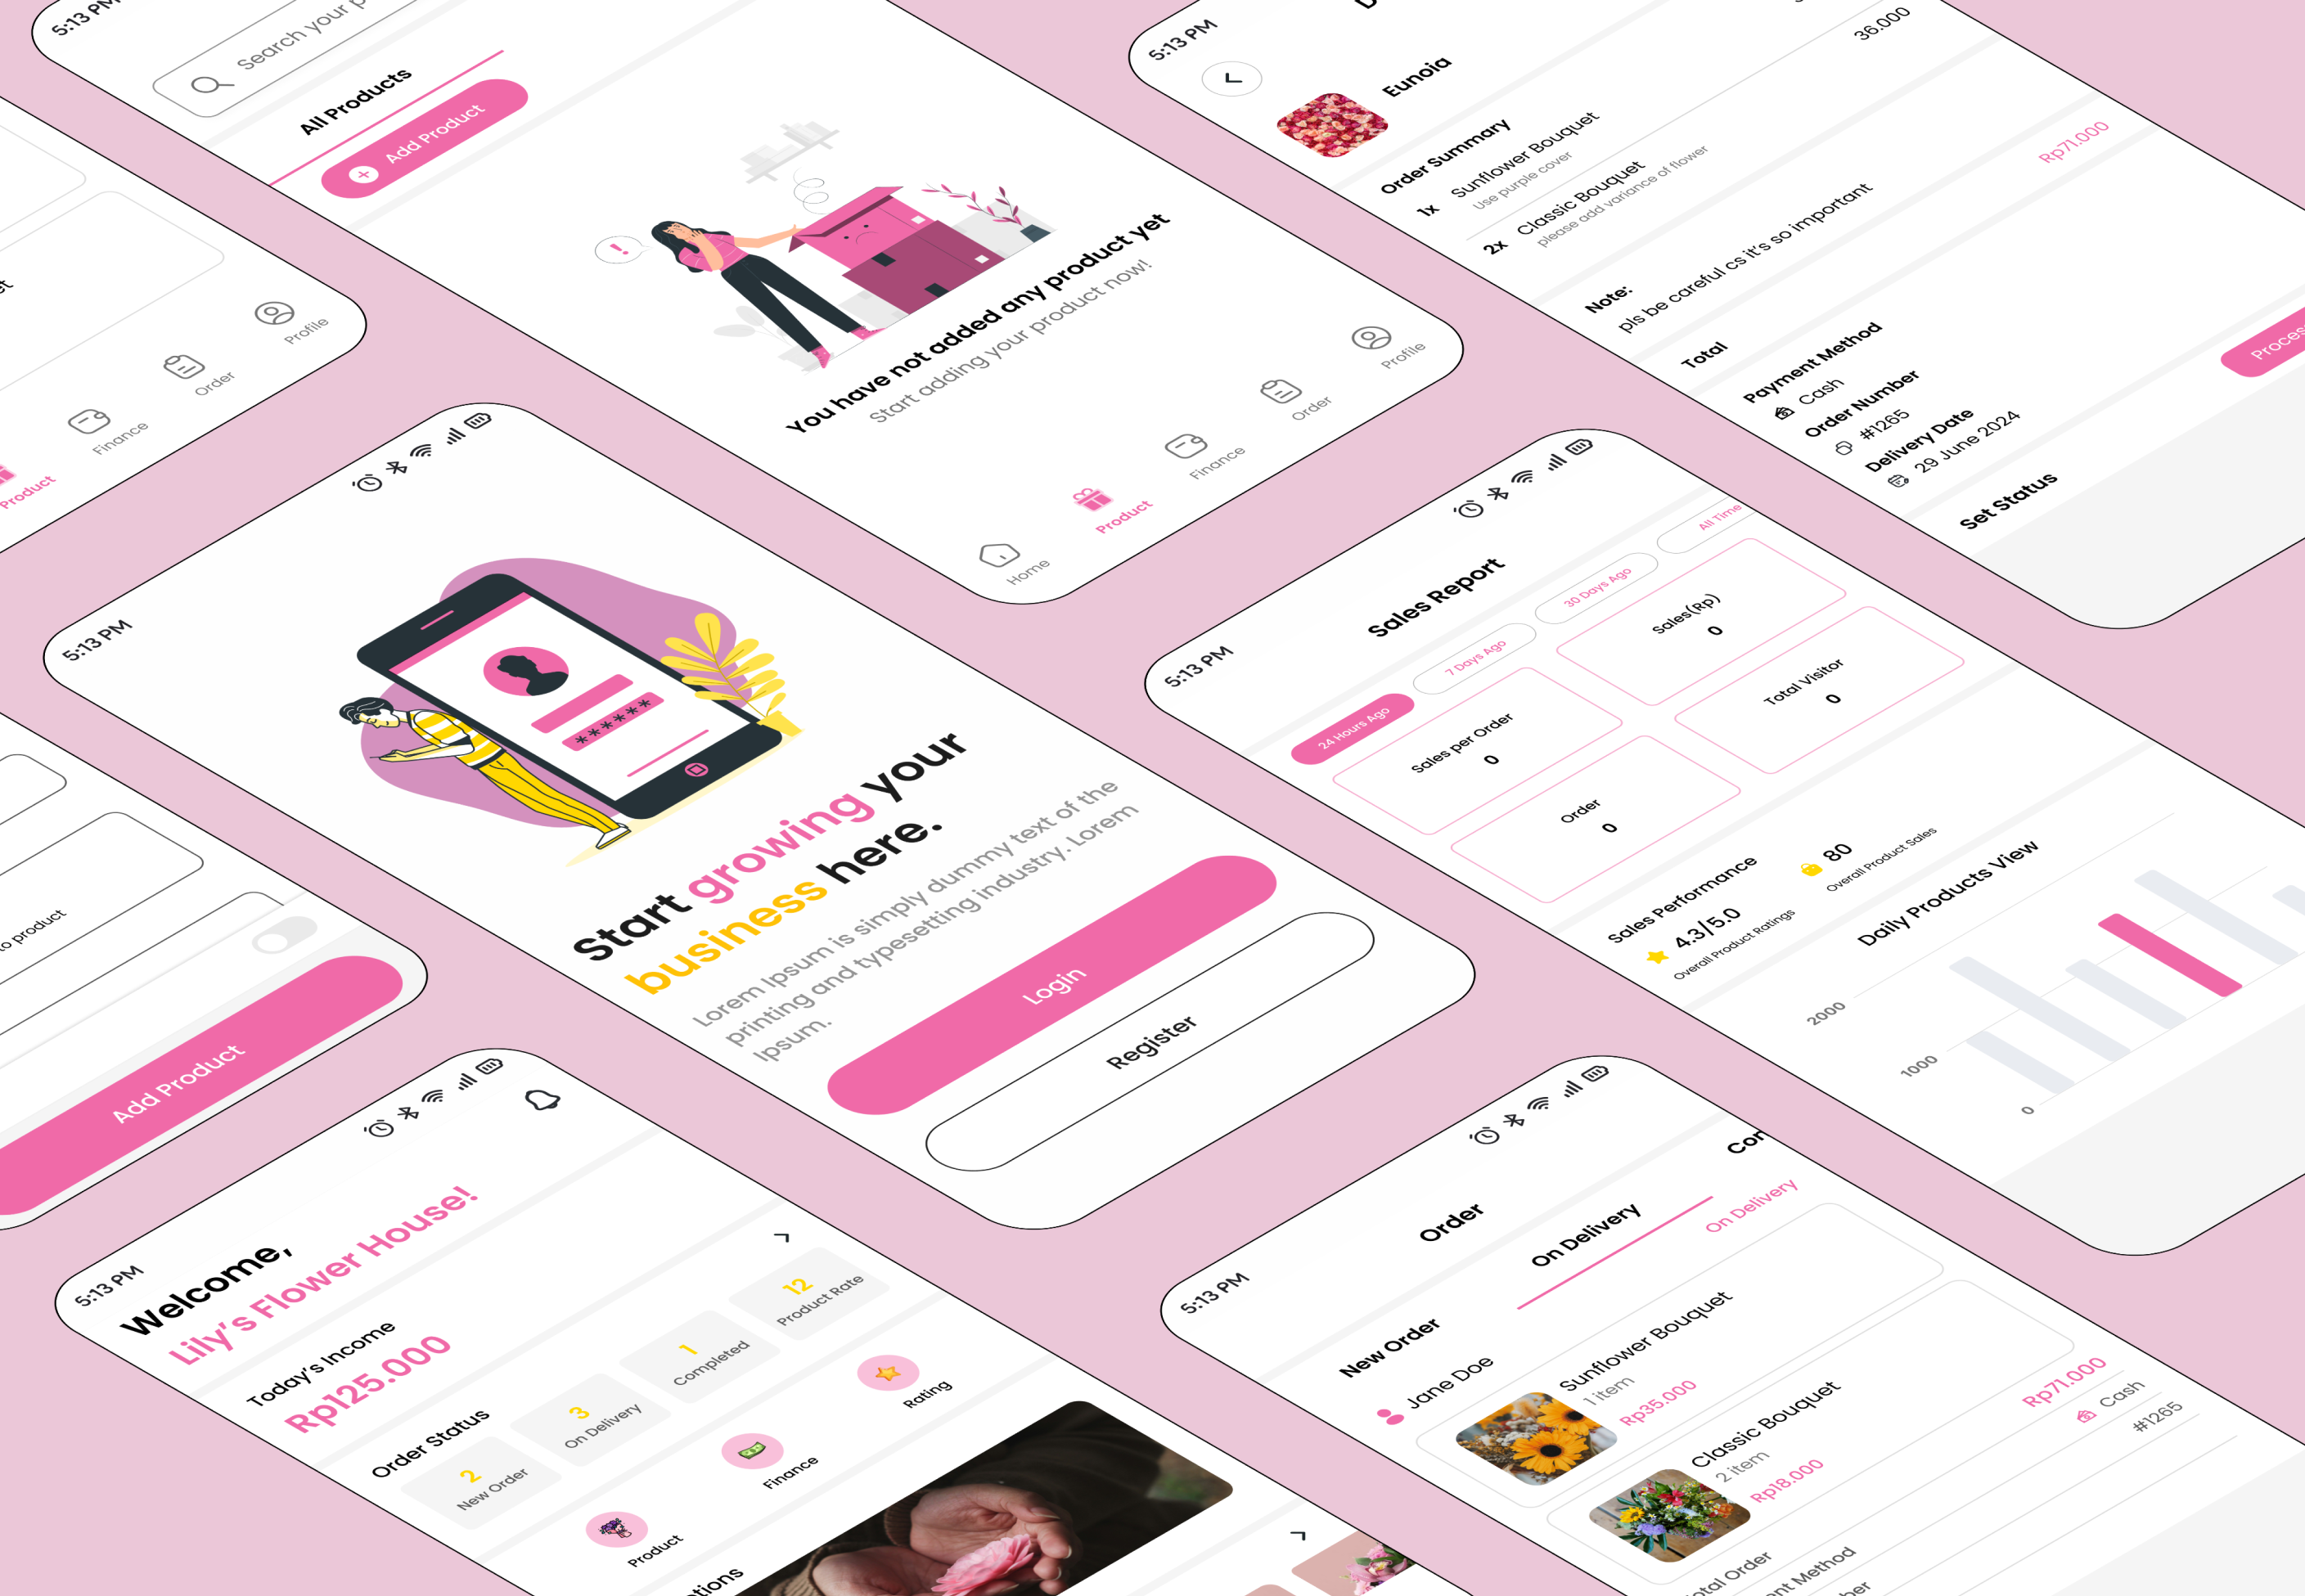 5:13 PM
Search your
All Products
Add Product
You have not added any product yet
Start adding your product now!
Home
Product
Finance
Order
Profile
Product
Finance
Order
Profile
5:13 PM
Eunoia
Order Summary
1x Sunflower Bouquet
Use purple cover
2x Classic Bouquet 36.000
please add variance of flower
Note:
pls be careful cs it's so important
Total Rp71.000
Payment Method
Cash
Order Number
#1265
Delivery Date
29 June 2024
Set Status
5:13 PM
Start growing your
business here.
Lorem Ipsum is simply dummy text of the
printing and typesetting industry. Lorem
Ipsum.
Login
Register
5:13 PM
Sales Report
24 Hours Ago
7 Days Ago
30 Days Ago
All Time
Sales per Order
0
Sales(Rp)
0
Order
0
Total Visitor
0
Sales Performance
4.3/5.0
Overall Product Ratings
80
Overall Product Sales
Daily Products View
2000
1000
0
to product
Add Product
5:13 PM
Welcome,
Lily's Flower House!
Today's Income
Rp125.000
Order Status
2
New Order
3
On Delivery
1
Completed
12
Product Rate
Product
Finance
Rating
5:13 PM
Order
New Order
On Delivery
Jane Doe
On Delivery
Sunflower Bouquet
1 item
Rp35.000
Classic Bouquet
2 item
Rp18.000
Rp71.000
Cash
#1265